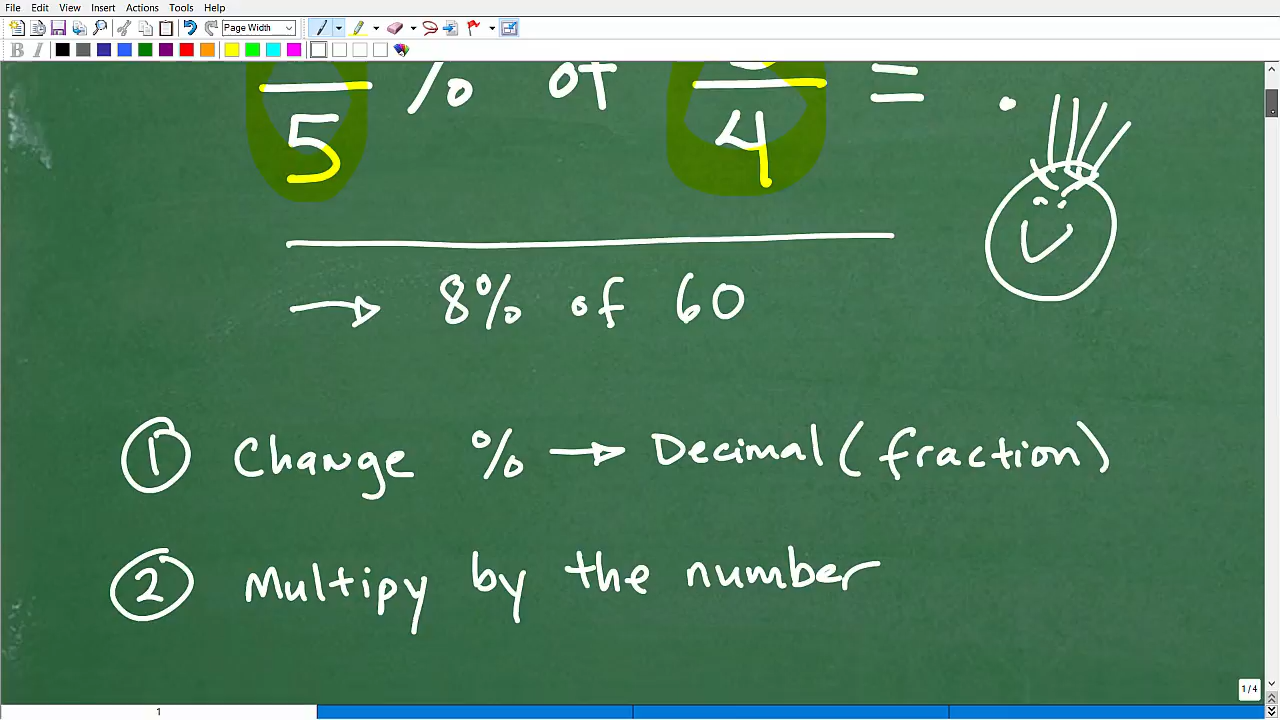 File Edit View Insert Actions Tools Help
Page Width
B I
5 % of 4 =
8% of 60
1 Change % → Decimal (fraction)
2 Multipy by the number
1/4
1